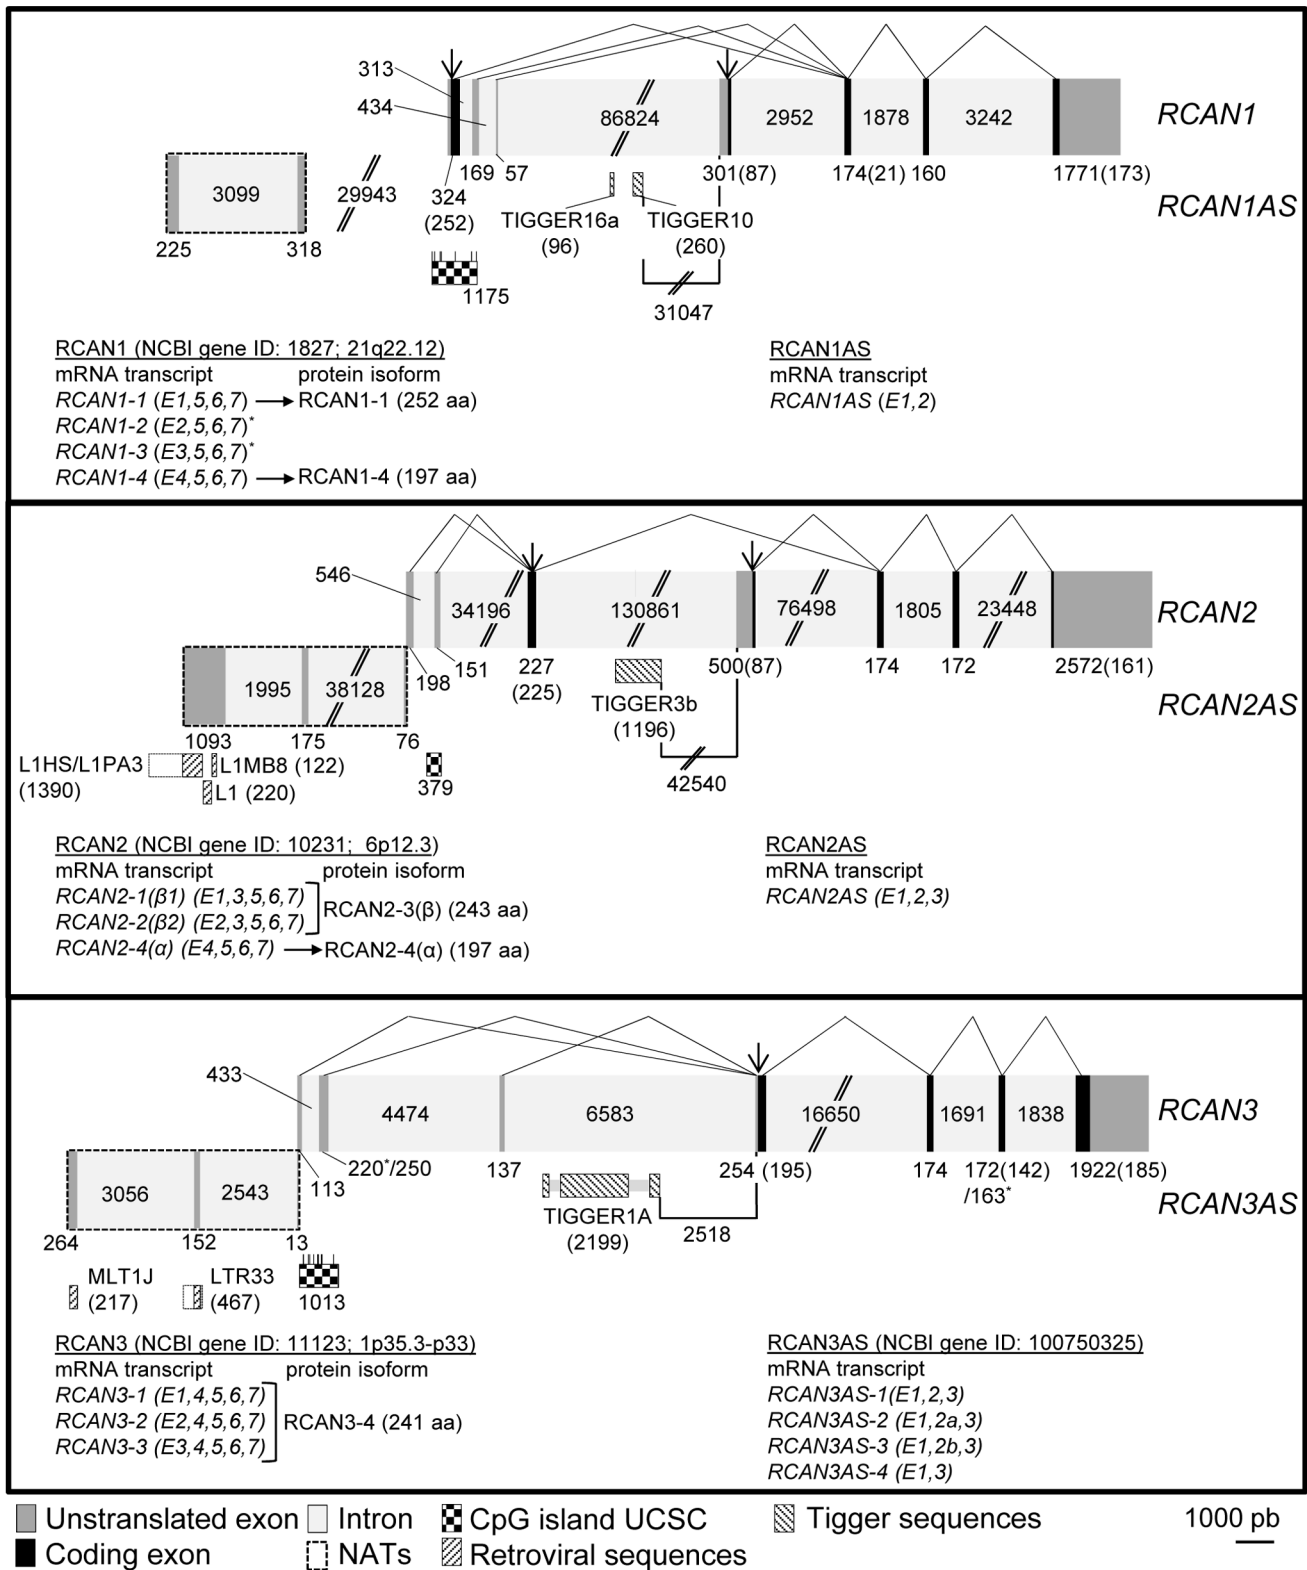 313
434
86824
2952
1878
3242
RCAN1
3099
29943
324
(252)
169
57
301(87)
174(21)
160
1771(173)
RCAN1AS
225
318
TIGGER16a
(96)
TIGGER10
(260)
1175
31047
RCAN1 (NCBI gene ID: 1827; 21q22.12)
mRNA transcript protein isoform
RCAN1-1 (E1,5,6,7) RCAN1-1 (252 aa)
RCAN1-2 (E2,5,6,7)*
RCAN1-3 (E3,5,6,7)*
RCAN1-4 (E4,5,6,7) RCAN1-4 (197 aa)
RCAN1AS
mRNA transcript
RCAN1AS (E1,2)
546
34196
130861
76498
1805
23448
RCAN2
1995
38128
198
151
227
(225)
500(87)
174
172
2572(161)
RCAN2AS
TIGGER3b
(1196)
1093
175
76
L1HS/L1PA3
(1390)
L1MB8 (122)
L1 (220)
379
42540
RCAN2 (NCBI gene ID: 10231; 6p12.3)
mRNA transcript protein isoform
RCAN2-1(β1) (E1,3,5,6,7)
RCAN2-2(β2) (E2,3,5,6,7)
RCAN2-3(β) (243 aa)
RCAN2-4(α) (E4,5,6,7) RCAN2-4(α) (197 aa)
RCAN2AS
mRNA transcript
RCAN2AS (E1,2,3)
433
4474
6583
16650
1691
1838
RCAN3
3056
2543
113
220*/250
137
254 (195)
174
172(142)
/163*
1922(185)
RCAN3AS
264
152
13
TIGGER1A
(2199)
2518
MLT1J
(217)
LTR33
(467)
1013
RCAN3 (NCBI gene ID: 11123; 1p35.3-p33)
mRNA transcript protein isoform
RCAN3-1 (E1,4,5,6,7)
RCAN3-2 (E2,4,5,6,7) RCAN3-4 (241 aa)
RCAN3-3 (E3,4,5,6,7)
RCAN3AS (NCBI gene ID: 100750325)
mRNA transcript
RCAN3AS-1(E1,2,3)
RCAN3AS-2 (E1,2a,3)
RCAN3AS-3 (E1,2b,3)
RCAN3AS-4 (E1,3)
Unstranslated exon Intron CpG island UCSC Tigger sequences 1000 pb
Coding exon NATs Retroviral sequences